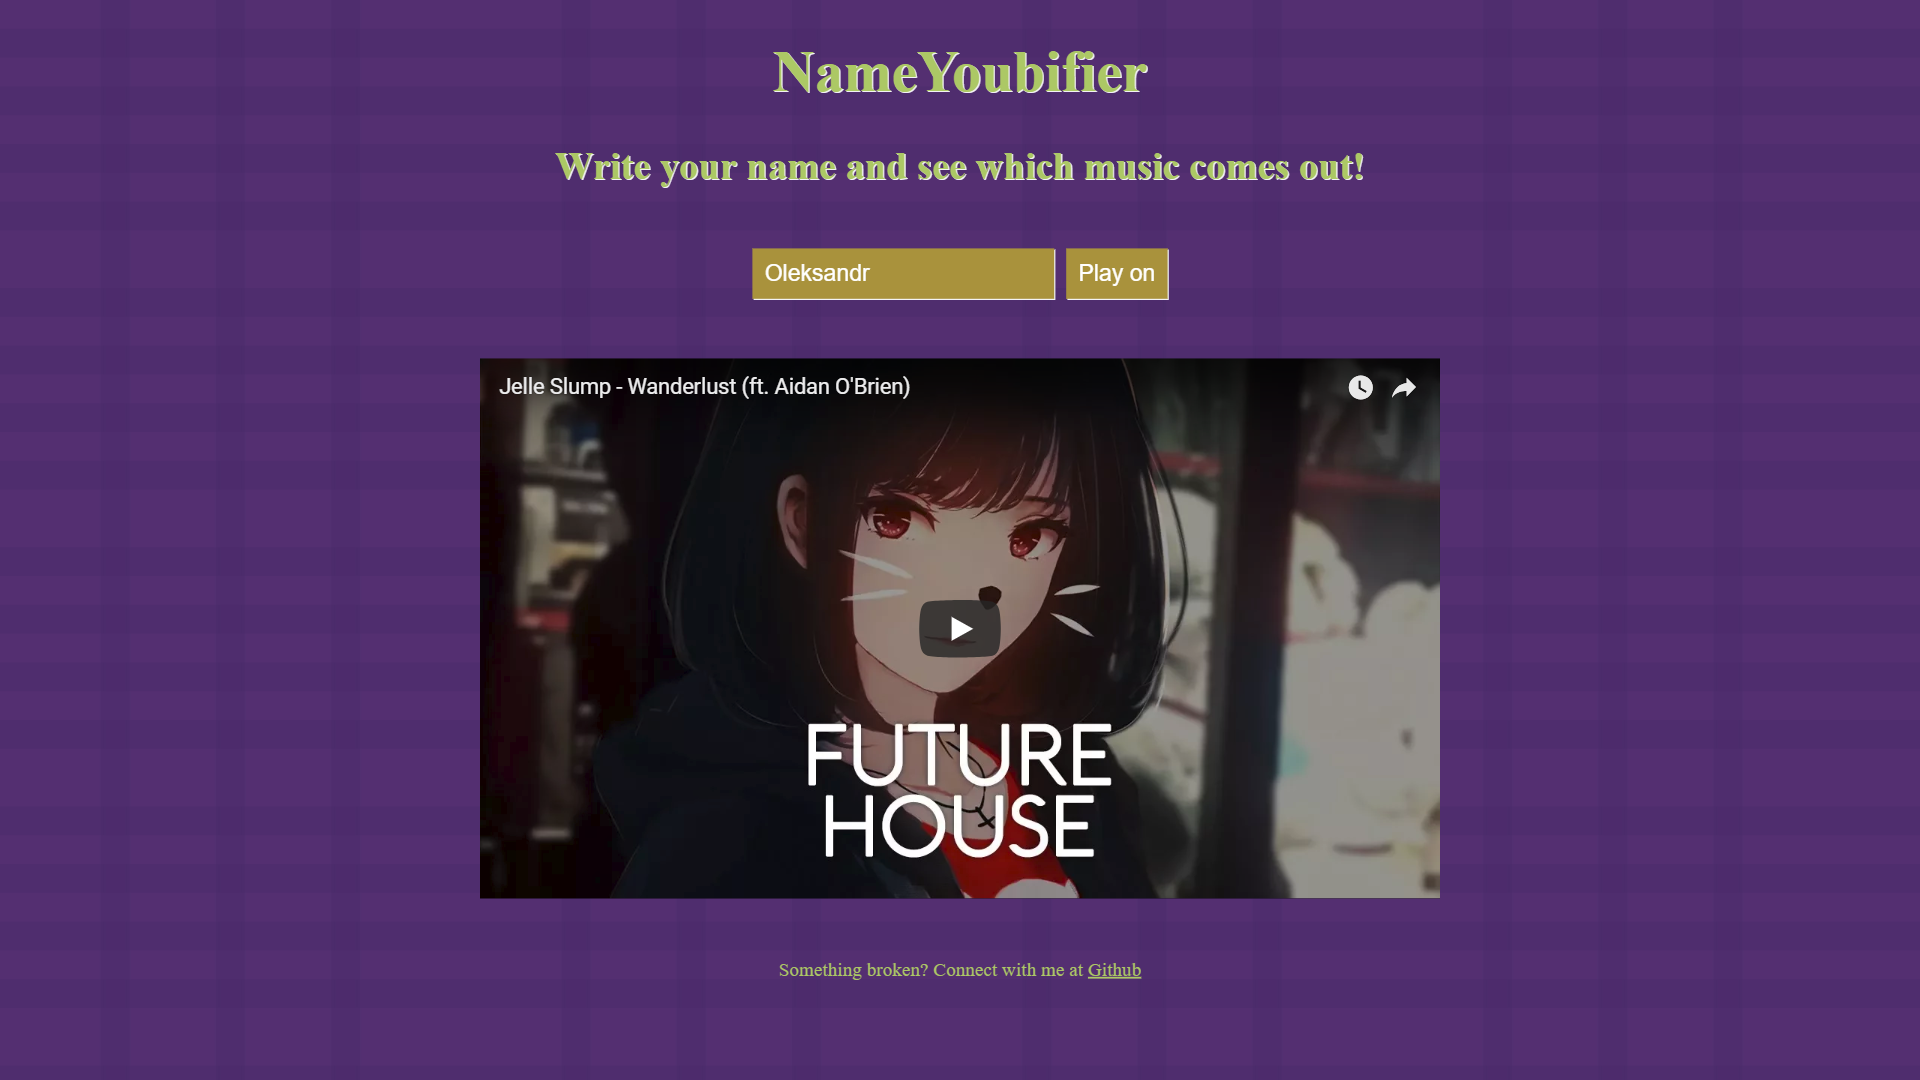 NameYoubifier
Write your name and see which music comes out!
Oleksandr
Play on
Jelle Slump - Wanderlust (ft. Aidan O'Brien)
FUTURE
HOUSE
Something broken? Connect with me at Github